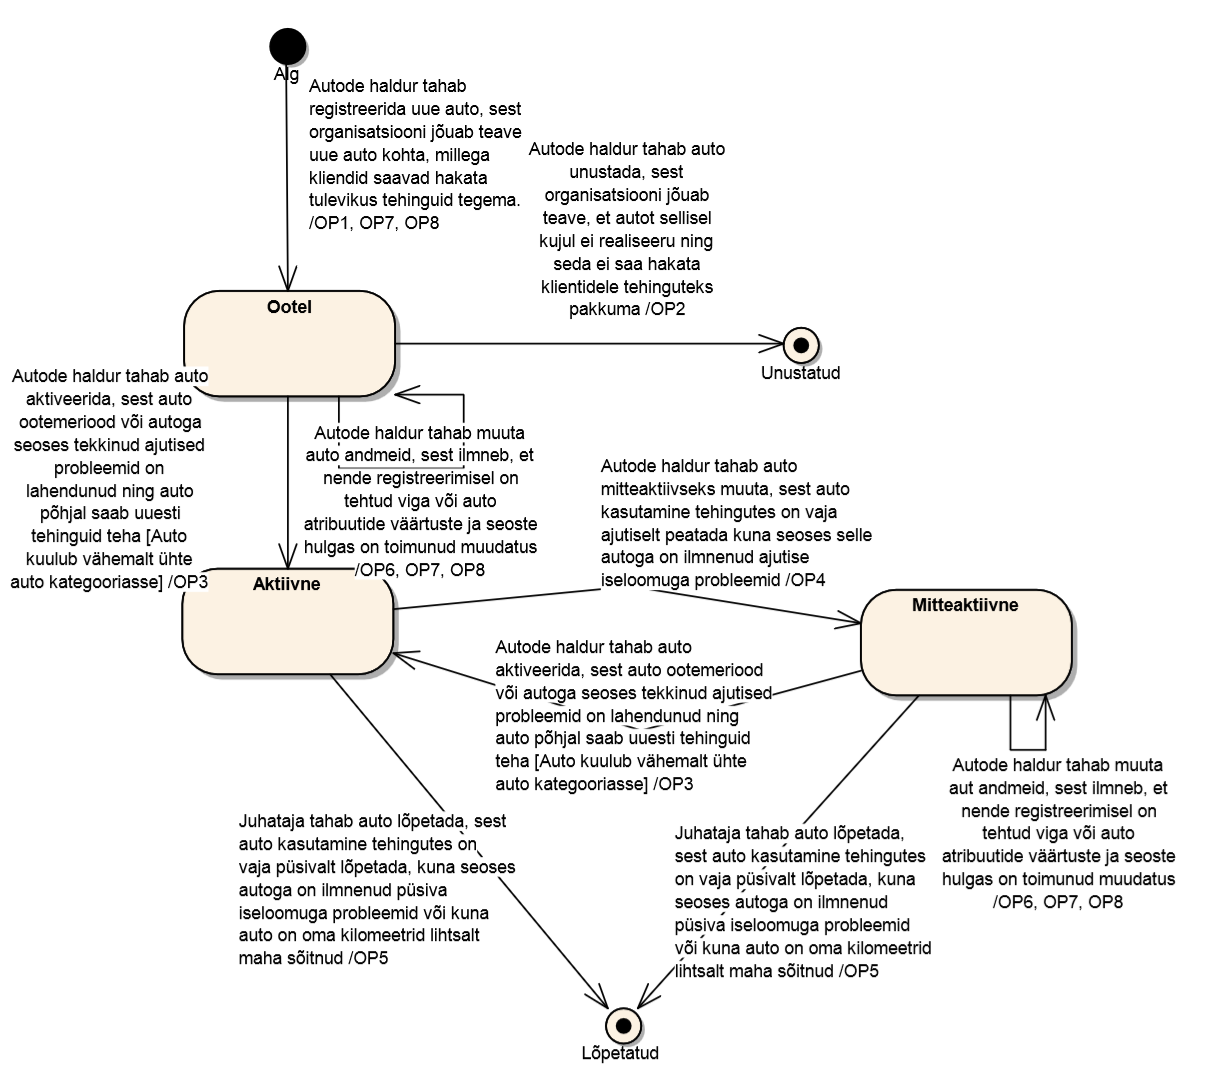 Alg
Autode haldur tahab
registreerida uue auto, sest
organisatsiooni jõuab teave
uue auto kohta, millega
kliendid saavad hakata
tulevikus tehinguid tegema.
/OP1, OP7, OP8
Autode haldur tahab auto
unustada, sest
organisatsiooni jõuab
teave, et autot sellisel
kujul ei realiseeru ning
seda ei saa hakata
klientidele tehinguteks
pakkuma /OP2
Ootel
Unustatud
Autode haldur tahab auto
aktiveerida, sest auto
ootemeriood või autoga
seoses tekkinud ajutised
probleemid on
lahendunud ning auto
põhjal saab uuesti
tehinguid teha [Auto
kuulub vähemalt ühte
auto kategooriasse] /OP3
Autode haldur tahab muuta
auto andmeid, sest ilmneb, et
nende registreerimisel on
tehtud viga või auto
atribuutide väärtuste ja seoste
hulgas on toimunud muudatus
/OP6, OP7, OP8
Autode haldur tahab auto
mitteaktiivseks muuta, sest auto
kasutamine tehingutes on vaja
ajutiselt peatada kuna seoses selle
autoga on ilmnenud ajutise
iseloomuga probleemid /OP4
Aktiivne
Mitteaktiivne
Autode haldur tahab auto
aktiveerida, sest auto ootemeriood
või autoga seoses tekkinud ajutised
probleemid on lahendunud ning
auto põhjal saab uuesti tehinguid
teha [Auto kuulub vähemalt ühte
auto kategooriasse] /OP3
Autode haldur tahab muuta
aut andmeid, sest ilmneb, et
nende registreerimisel on
tehtud viga või auto
atribuutide väärtuste ja seoste
hulgas on toimunud muudatus
/OP6, OP7, OP8
Juhataja tahab auto lõpetada, sest
auto kasutamine tehingutes on
vaja püsivalt lõpetada, kuna seoses
autoga on ilmnenud püsiva
iseloomuga probleemid või kuna
auto on oma kilomeetrid lihtsalt
maha sõitnud /OP5
Juhataja tahab auto lõpetada,
sest auto kasutamine tehingutes
on vaja püsivalt lõpetada, kuna
seoses autoga on ilmnenud
püsiva iseloomuga probleemid
või kuna auto on oma kilomeetrid
lihtsalt maha sõitnud /OP5
Lõpetatud